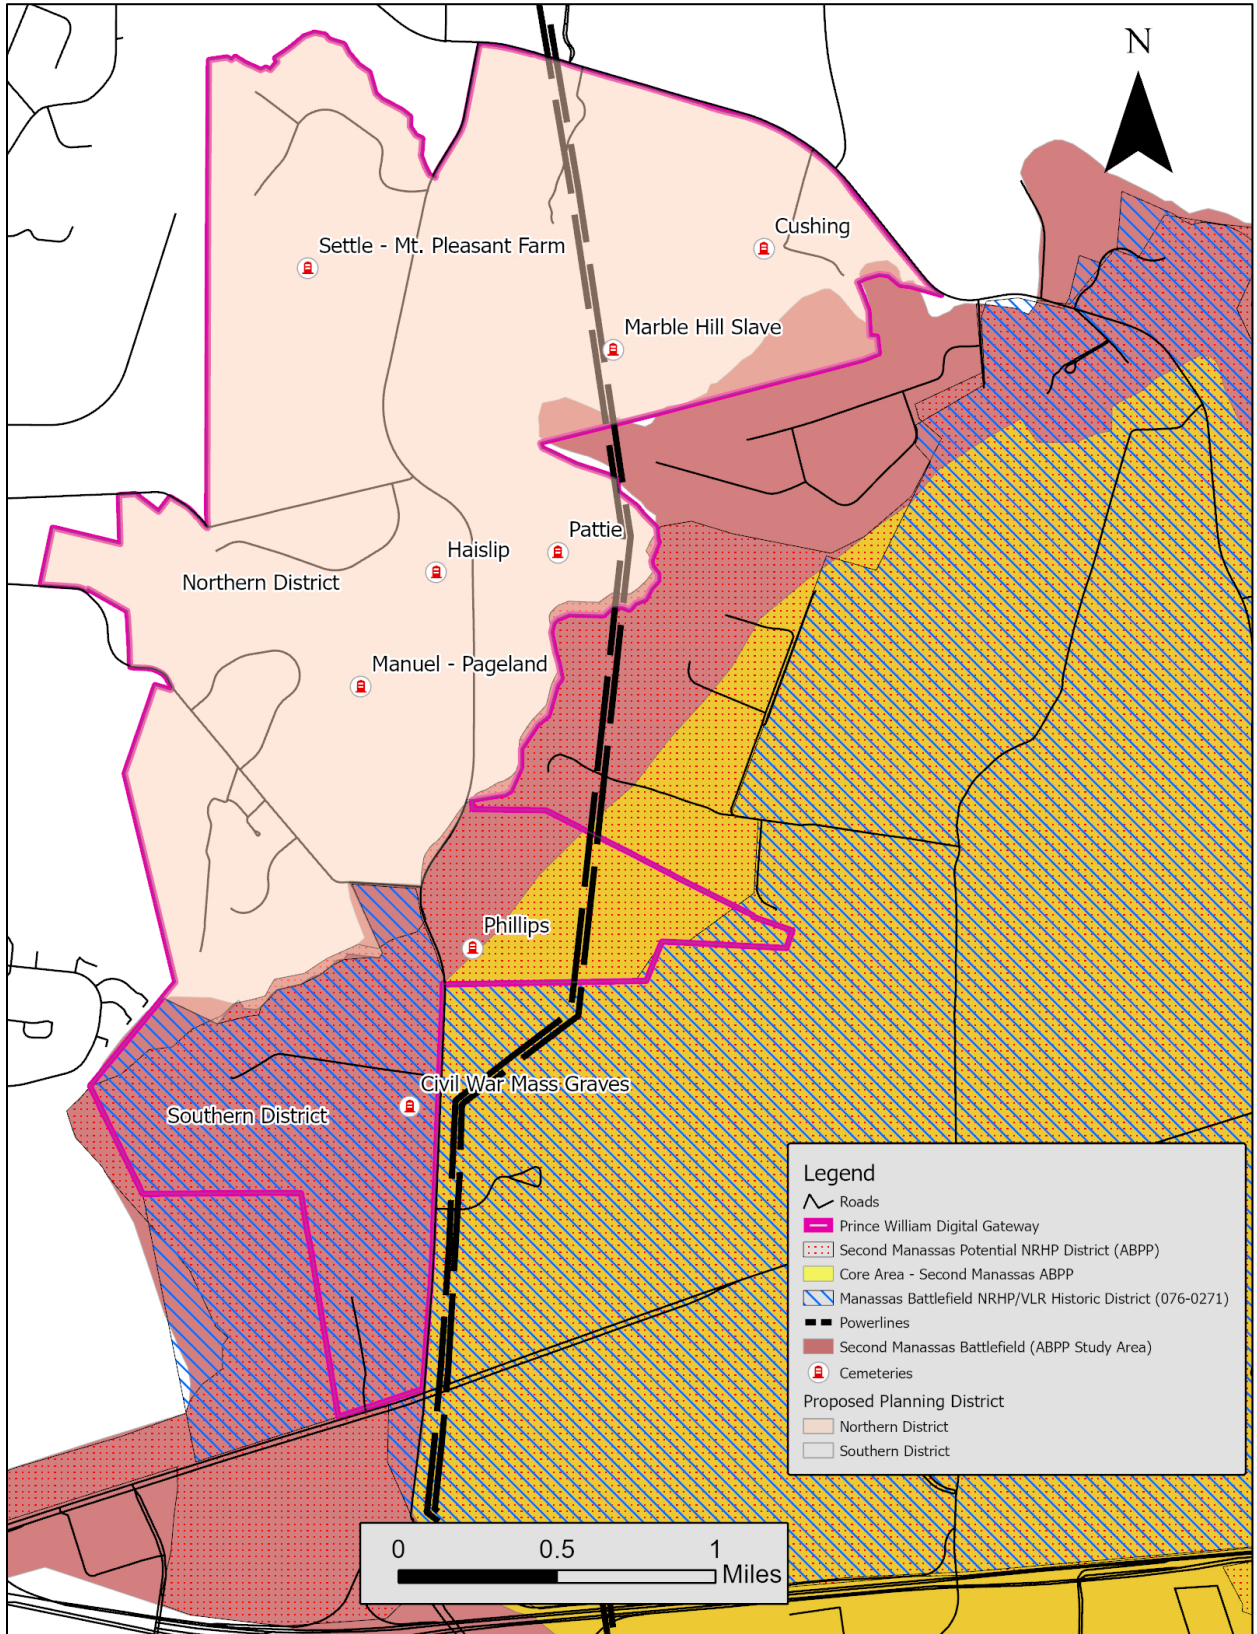 N
Cushing
Settle - Mt. Pleasant Farm
Marble Hill Slave
Pattie
Haislip
Northern District
Manuel - Pageland
Phillips
Civil War Mass Graves
Southern District
Legend
Roads
Prince William Digital Gateway
Second Manassas Potential NRHP District (ABPP)
Core Area - Second Manassas ABPP
Manassas Battlefield NRHP/VLR Historic District (076-0271)
Powerlines
Second Manassas Battlefield (ABPP Study Area)
Cemeteries
Proposed Planning District
Northern District
Southern District
0 0.5 1
Miles